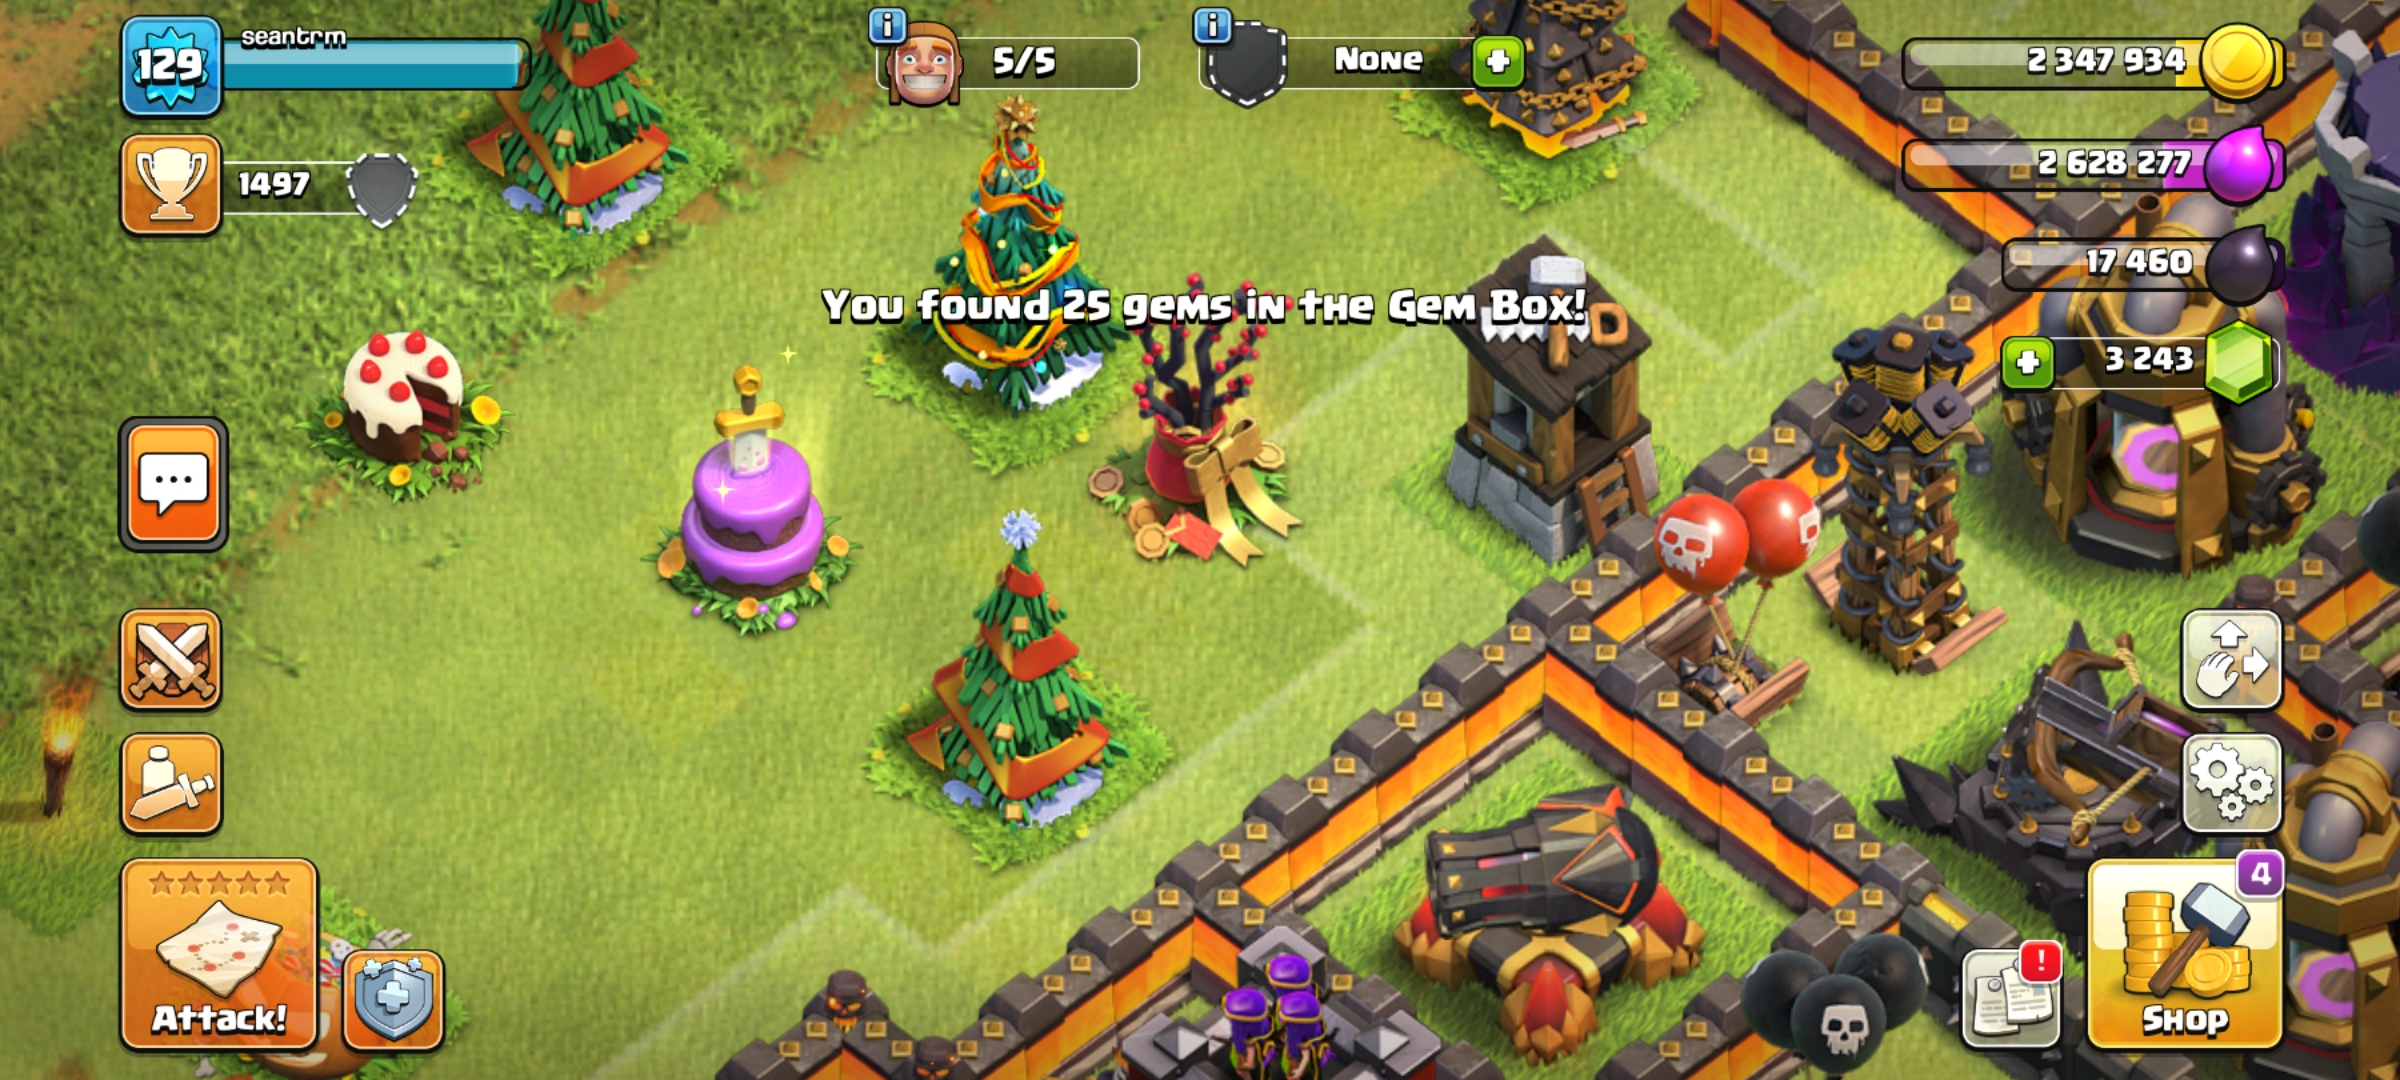 129
seantrm
5/5
None
2 347 934
1497
2 628 277
17 460
You found 25 gems in the Gem Box!
3 243
4
Attack!
!
Shop